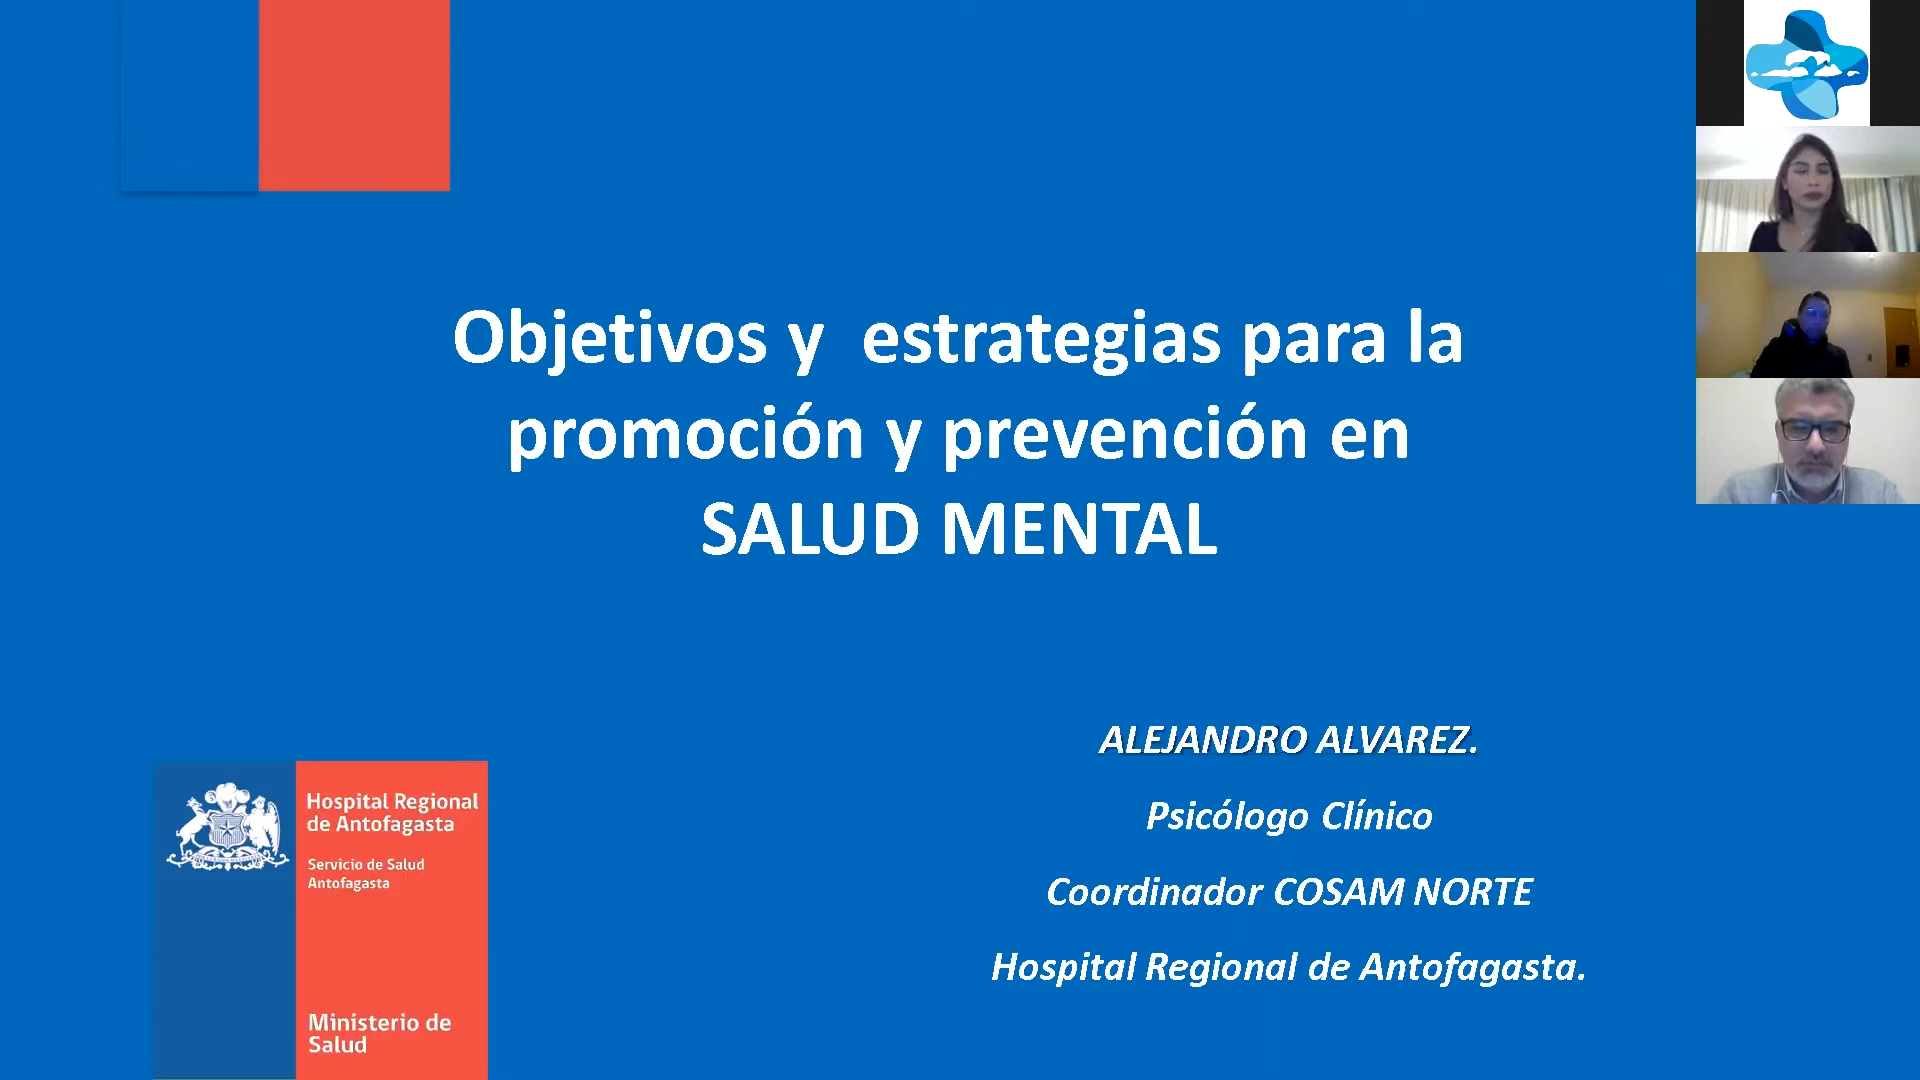 Objetivos y  estrategias para la
promoción y prevención en
SALUD MENTAL
ALEJANDRO ALVAREZ.
Psicólogo Clínico
Coordinador COSAM NORTE
Hospital Regional de Antofagasta.
Hospital Regional
de Antofagasta
Servicio de Salud
Antofagasta
Ministerio de
Salud